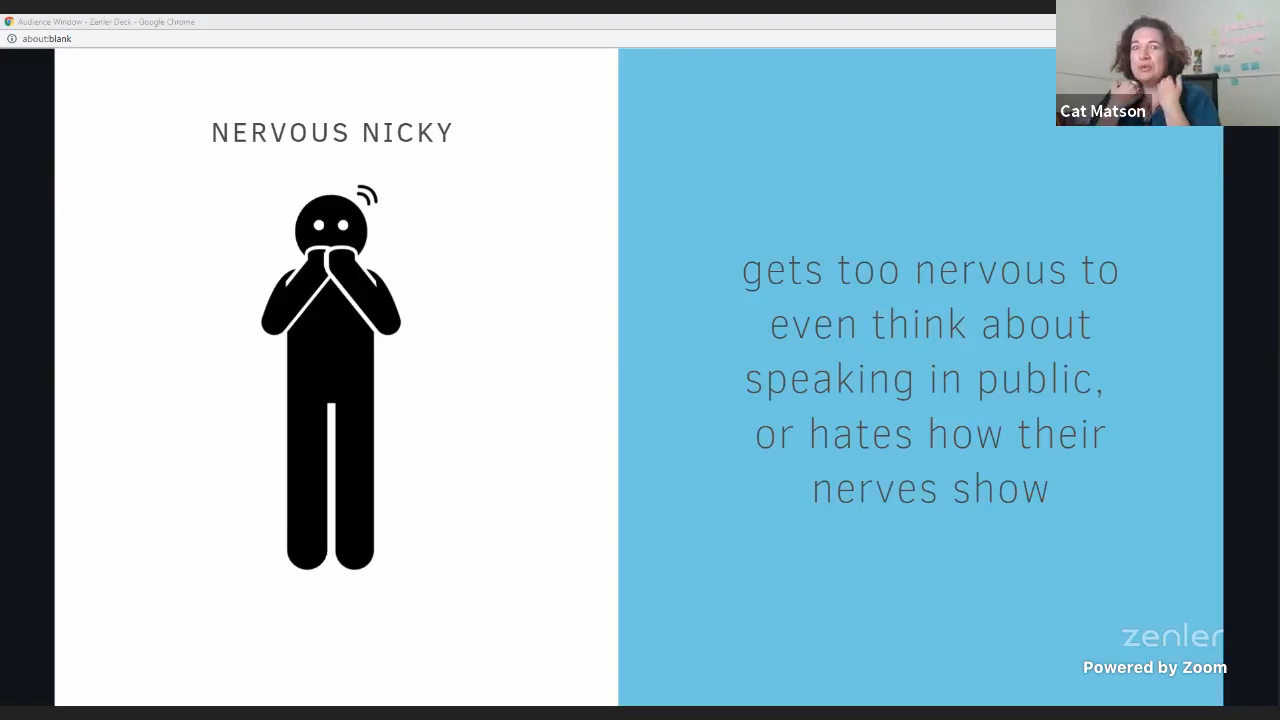 Audience Window - Zenler Deck - Google Chrome
about:blank
Cat Matson
NERVOUS NICKY
gets too nervous to
even think about
speaking in public,
or hates how their
nerves show
zenler
Powered by Zoom